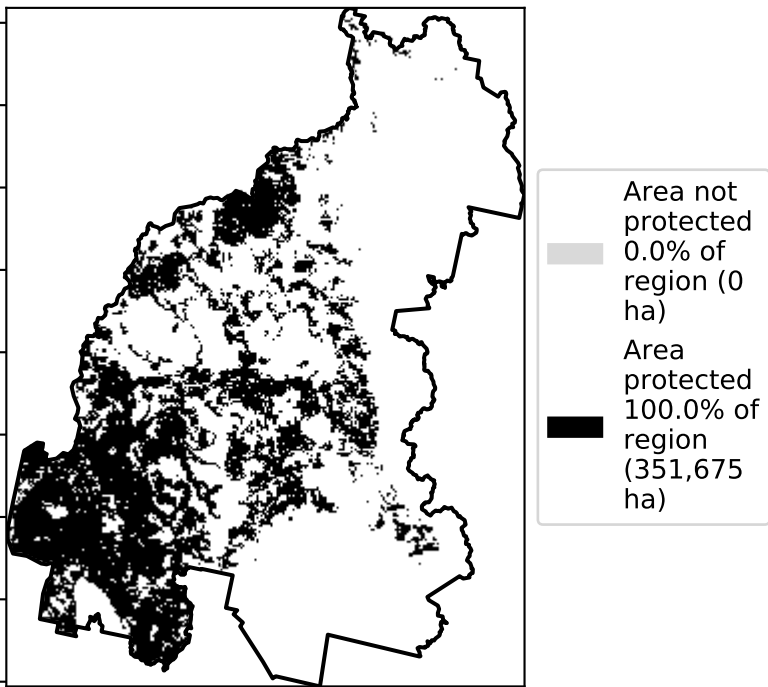 Area not
protected
0.0% of
region (0
ha)
Area
protected
100.0% of
region
(351,675
ha)